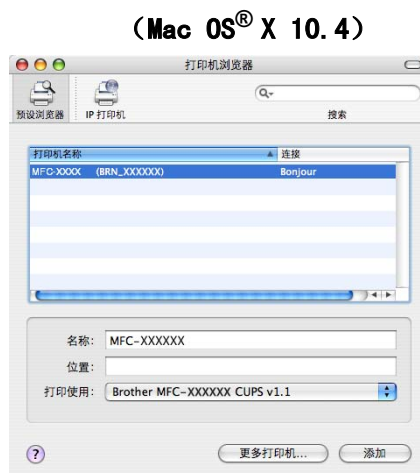 (Mac OS® X 10.4)
打印机浏览器
预设浏览器 IP 打印机 搜索
打印机名称 连接
MFC-XXXX (BRN_XXXXXX) Bonjour
名称: MFC-XXXXXX
位置:
打印使用: Brother MFC-XXXXXX CUPS v1.1
? 更多打印机... 添加